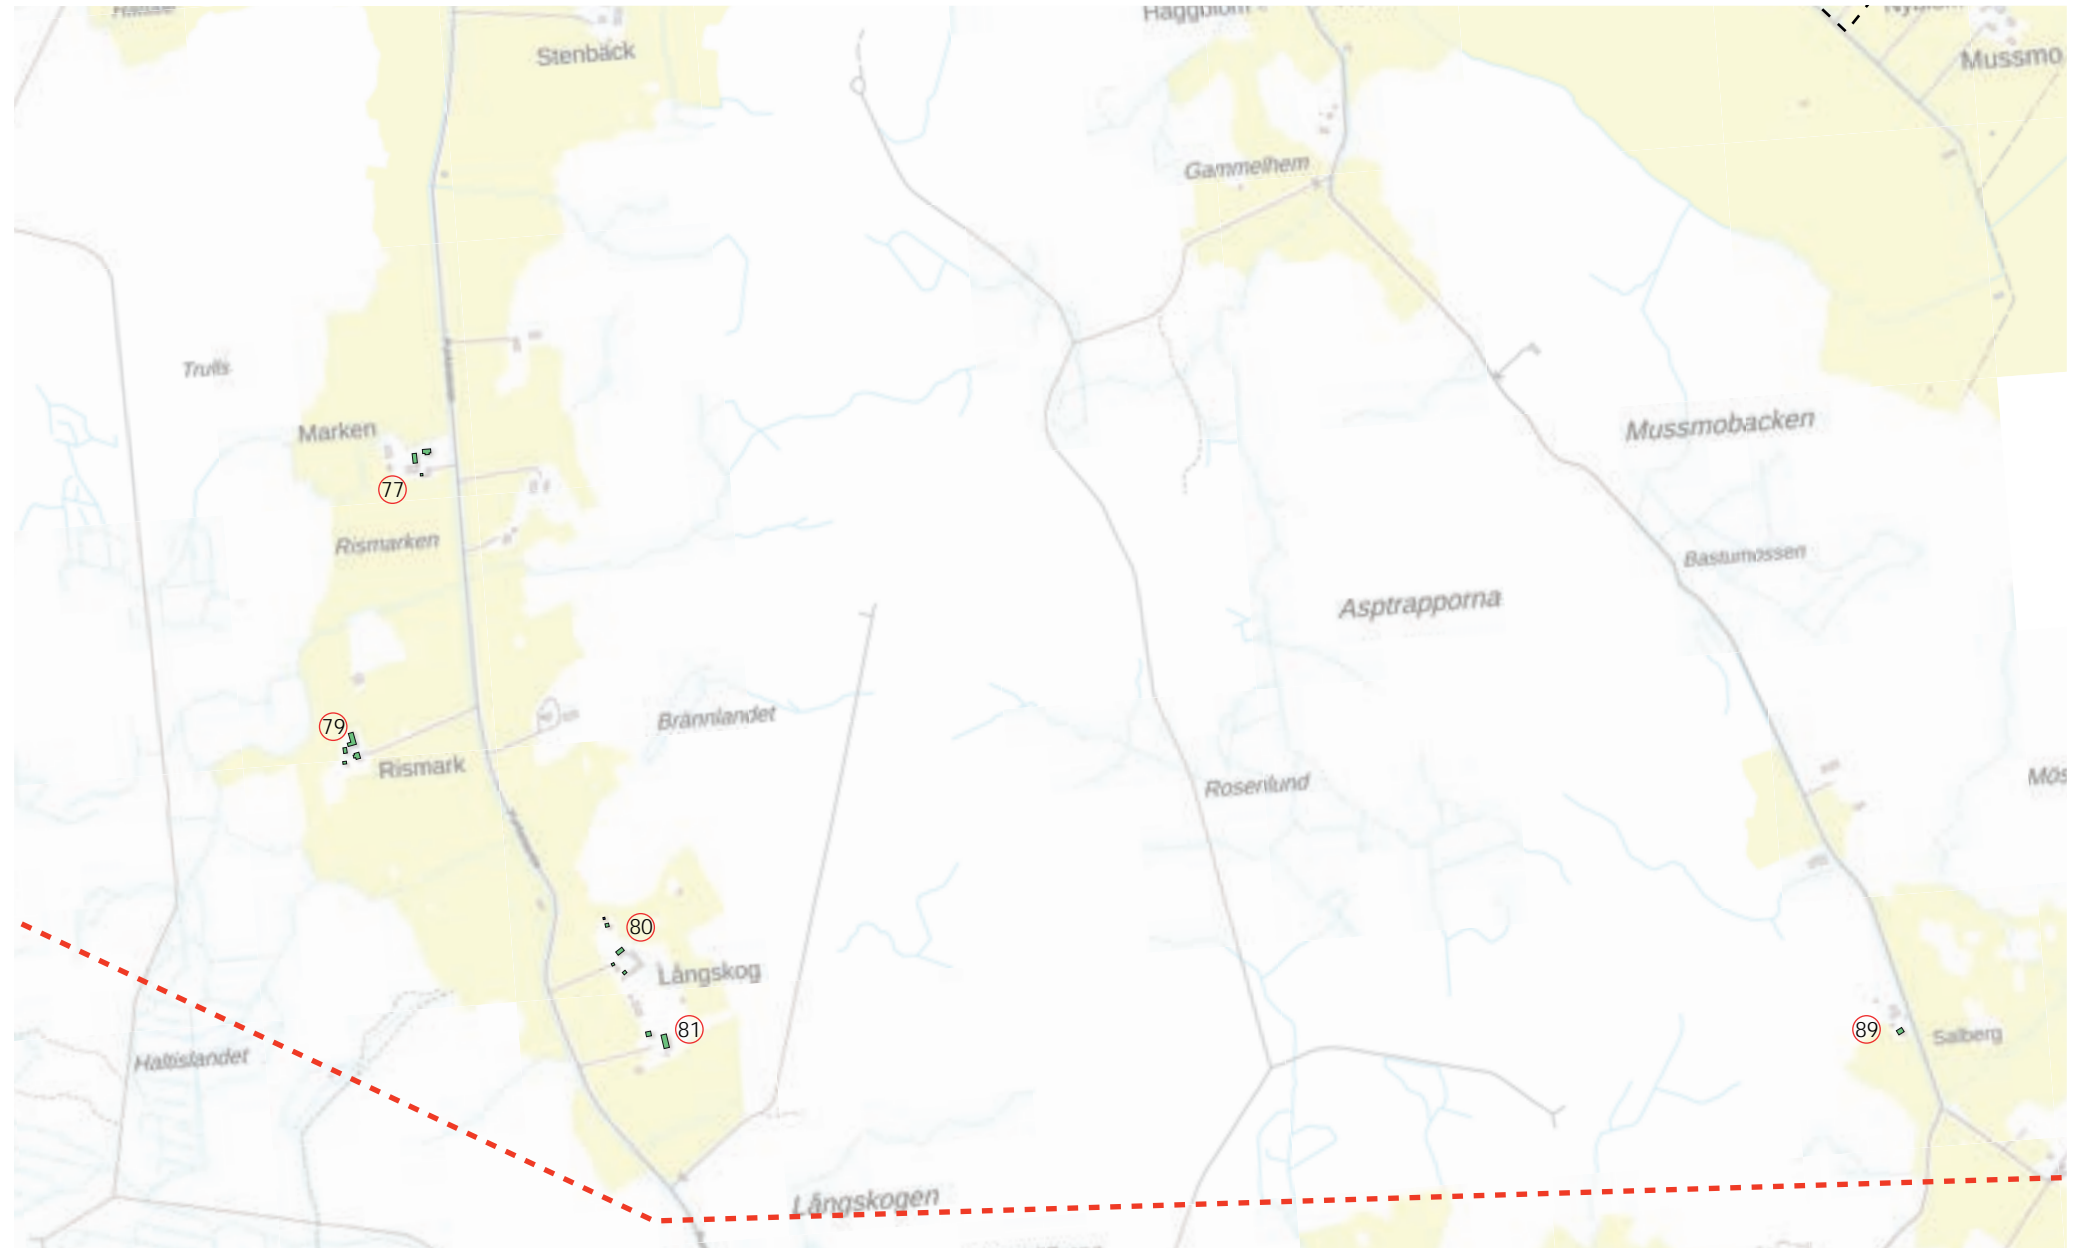 Stenbäck
Mussmo
Gammelhem
Trulls
Marken
77
Mussmobacken
Rismarken
Bastumossen
Asptrapporna
79
Brännlandet
Rismark
Rosenlund
Mös
80
Långskog
81
89
Salberg
Haltislandet
Långskogen